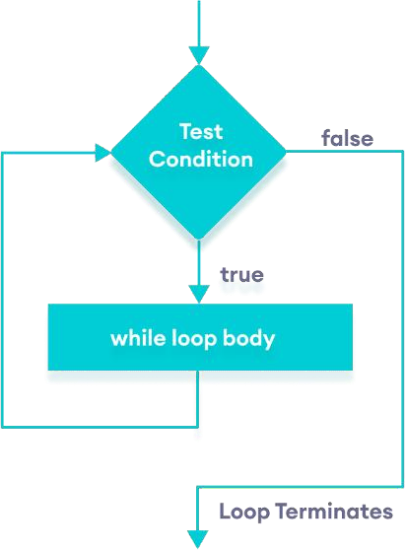 Test
Condition
false
true
while loop body
Loop Terminates